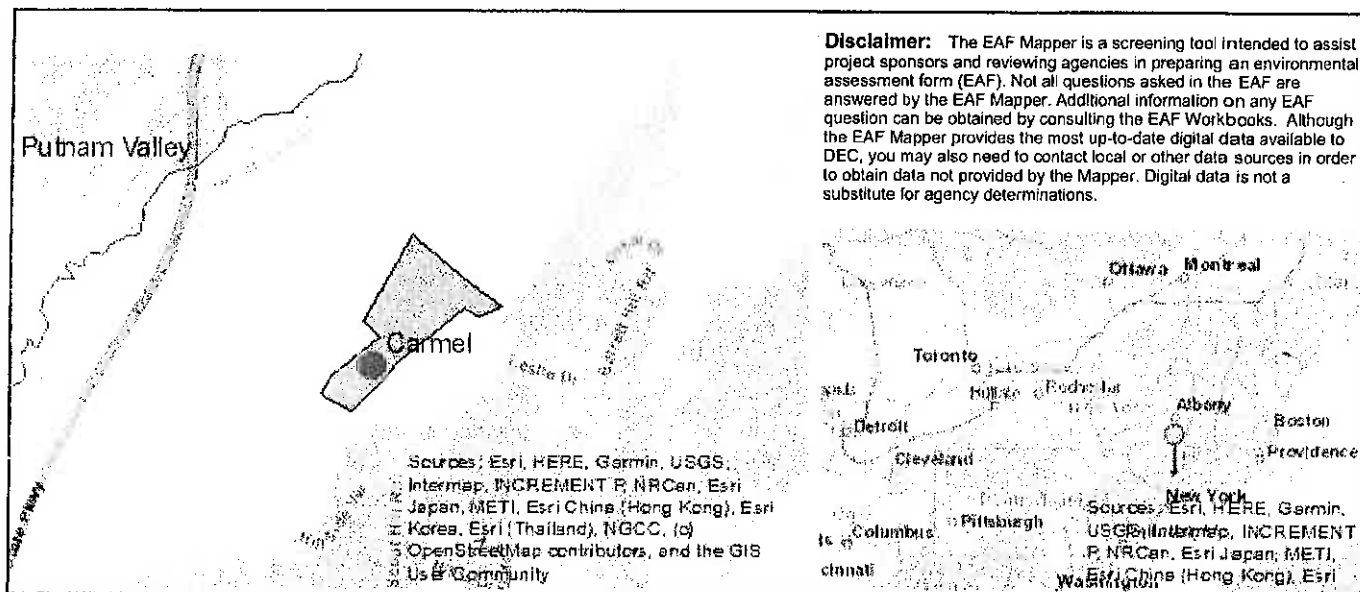 Disclaimer: The EAF Mapper is a screening tool intended to assist
project sponsors and reviewing agencies in preparing an environmental
assessment form (EAF). Not all questions asked in the EAF are
answered by the EAF Mapper. Additional information on any EAF
question can be obtained by consulting the EAF Workbooks. Although
the EAF Mapper provides the most up-to-date digital data available to
DEC, you may also need to contact local or other data sources in order
to obtain data not provided by the Mapper. Digital data is not a
substitute for agency determinations.
Putnam Valley
Carmel
Leslie Dr
Sources: Esri, HERE, Garmin, USGS,
Intermap, INCREMENT P, NRCan, Esri
Japan, METI, Esri China (Hong Kong), Esri
Korea, Esri (Thailand), NGCC, (c)
OpenStreetMap contributors, and the GIS
User Community
Ottawa
Montreal
Toronto
Rochester
Albany
Detroit
Boston
Cleveland
Providence
New York
Columbus
Pittsburgh
cinnati
Washington
Sources: Esri, HERE, Garmin,
USGS, Intermap, INCREMENT
P, NRCan, Esri Japan, METI,
Esri China (Hong Kong), Esri